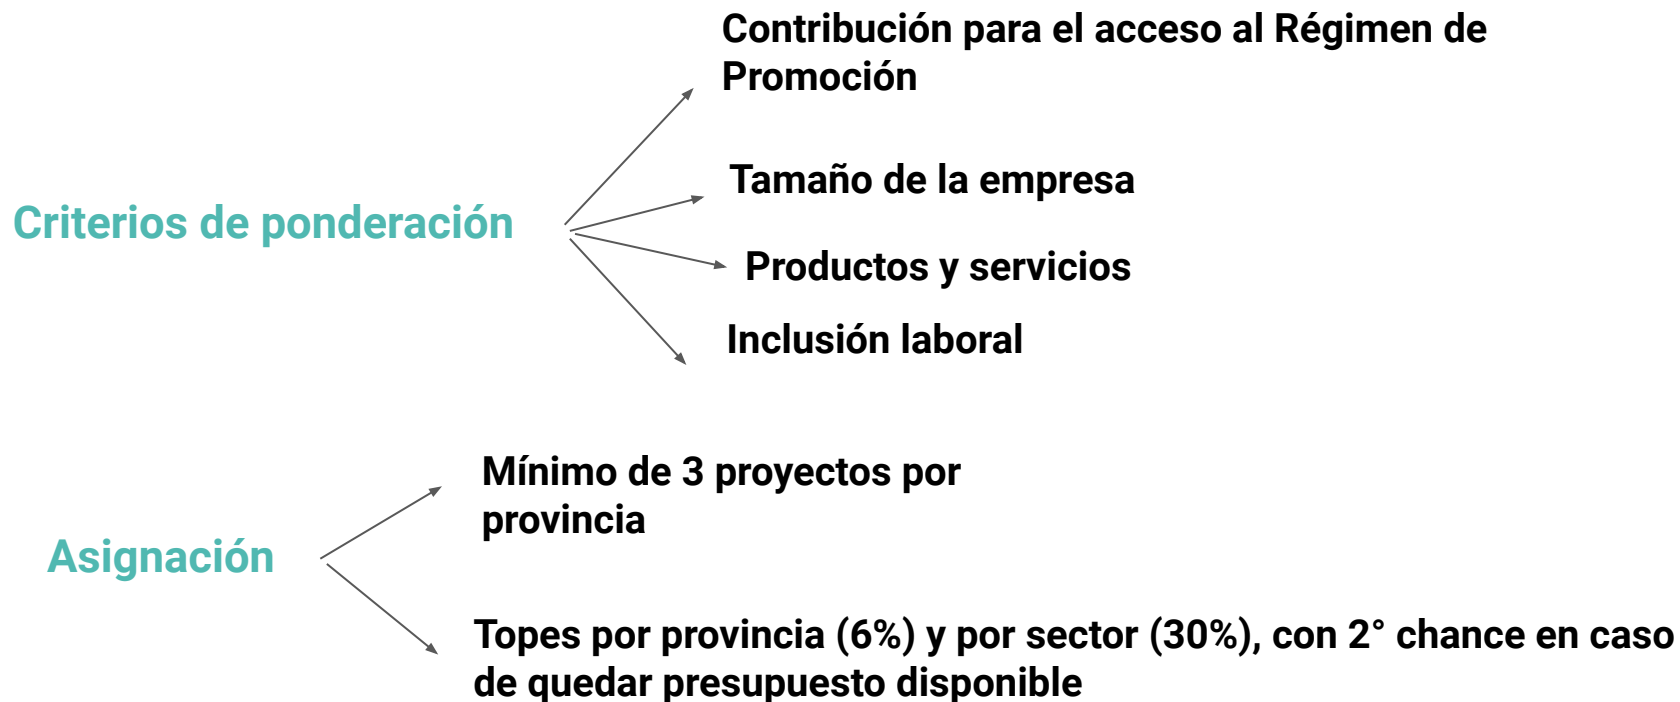 Contribución para el acceso al Régimen de
Promoción
Tamaño de la empresa
Criterios de ponderación
Productos y servicios
Inclusión laboral
Mínimo de 3 proyectos por
provincia
Asignación
Topes por provincia (6%) y por sector (30%), con 2° chance en caso
de quedar presupuesto disponible